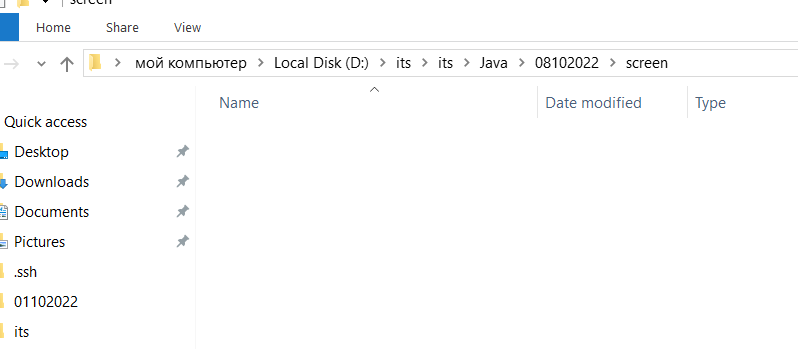 screen
Home Share View
мой компьютер Local Disk (D:) its its Java 08102022 screen
Name Date modified Type
Quick access
Desktop
Downloads
Documents
Pictures
.ssh
01102022
its